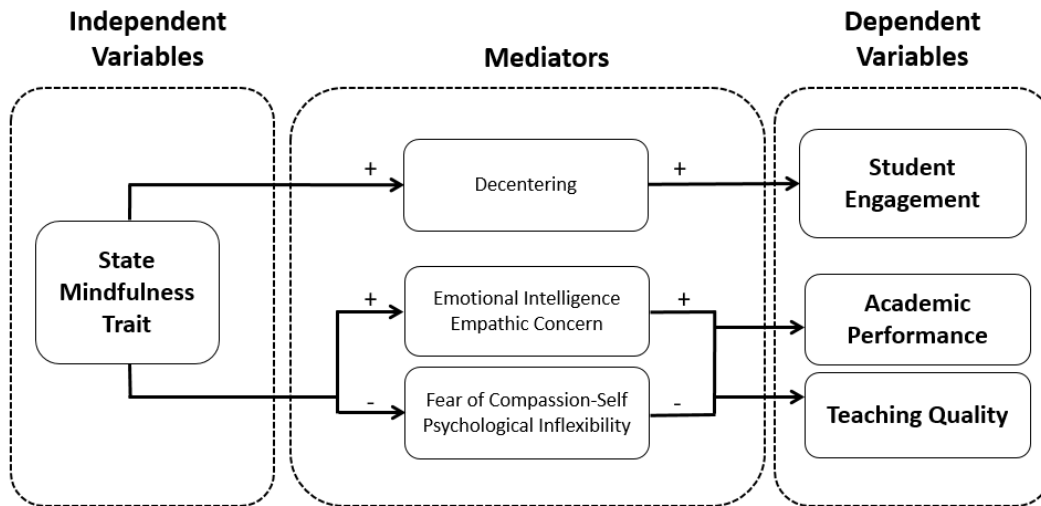 Independent
Variables
Mediators
Dependent
Variables
State
Mindfulness
Trait
+
Decentering
+
Student
Engagement
+
Emotional Intelligence
Empathic Concern
+
Academic
Performance
-
Fear of Compassion-Self
Psychological Inflexibility
-
Teaching Quality